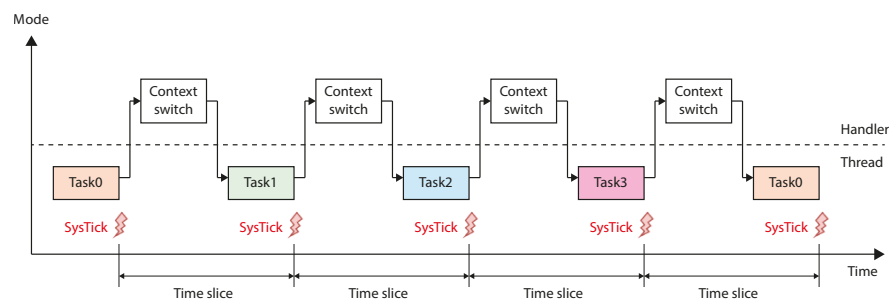 Mode
Context switch
Context switch
Context switch
Context switch
Handler
Thread
Task0
Task1
Task2
Task3
Task0
SysTick
SysTick
SysTick
SysTick
SysTick
Time
Time slice
Time slice
Time slice
Time slice